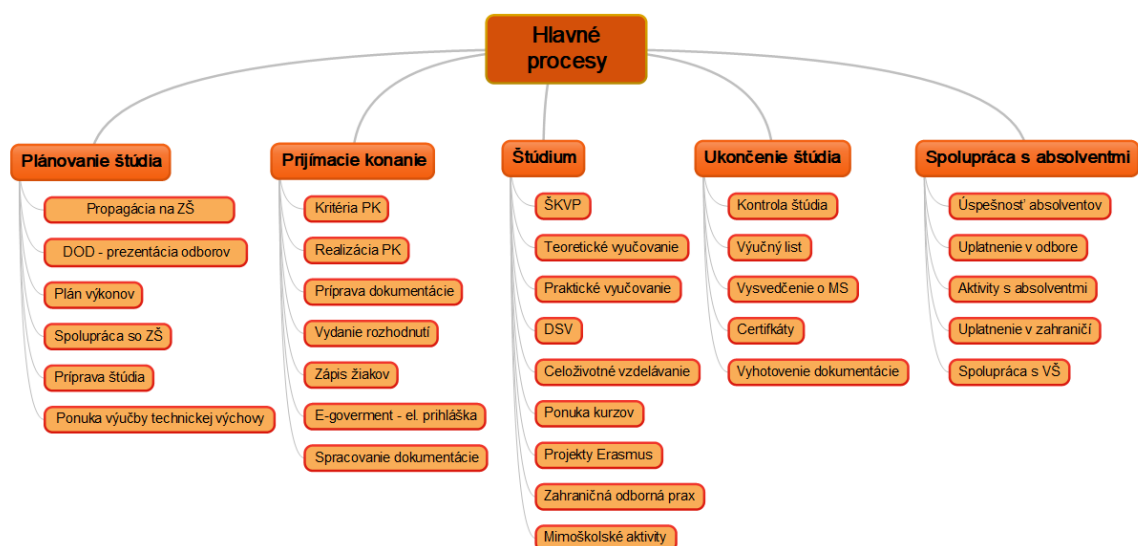 Hlavné
procesy
Plánovanie štúdia
Propagácia na ZŠ
DOD - prezentácia odborov
Plán výkonov
Spolupráca so ZŠ
Príprava štúdia
Ponuka výučby technickej výchovy
Prijímacie konanie
Kritéria PK
Realizácia PK
Príprava dokumentácie
Vydanie rozhodnutí
Zápis žiakov
E-goverment - el. prihláška
Spracovanie dokumentácie
Štúdium
ŠKVP
Teoretické vyučovanie
Praktické vyučovanie
DSV
Celoživotné vzdelávanie
Ponuka kurzov
Projekty Erasmus
Zahraničná odborná prax
Mimoškolské aktivity
Ukončenie štúdia
Kontrola štúdia
Výučný list
Vysvedčenie o MS
Certifkáty
Vyhotovenie dokumentácie
Spolupráca s absolventmi
Úspešnosť absolventov
Uplatnenie v odbore
Aktivity s absolventmi
Uplatnenie v zahraničí
Spolupráca s VŠ